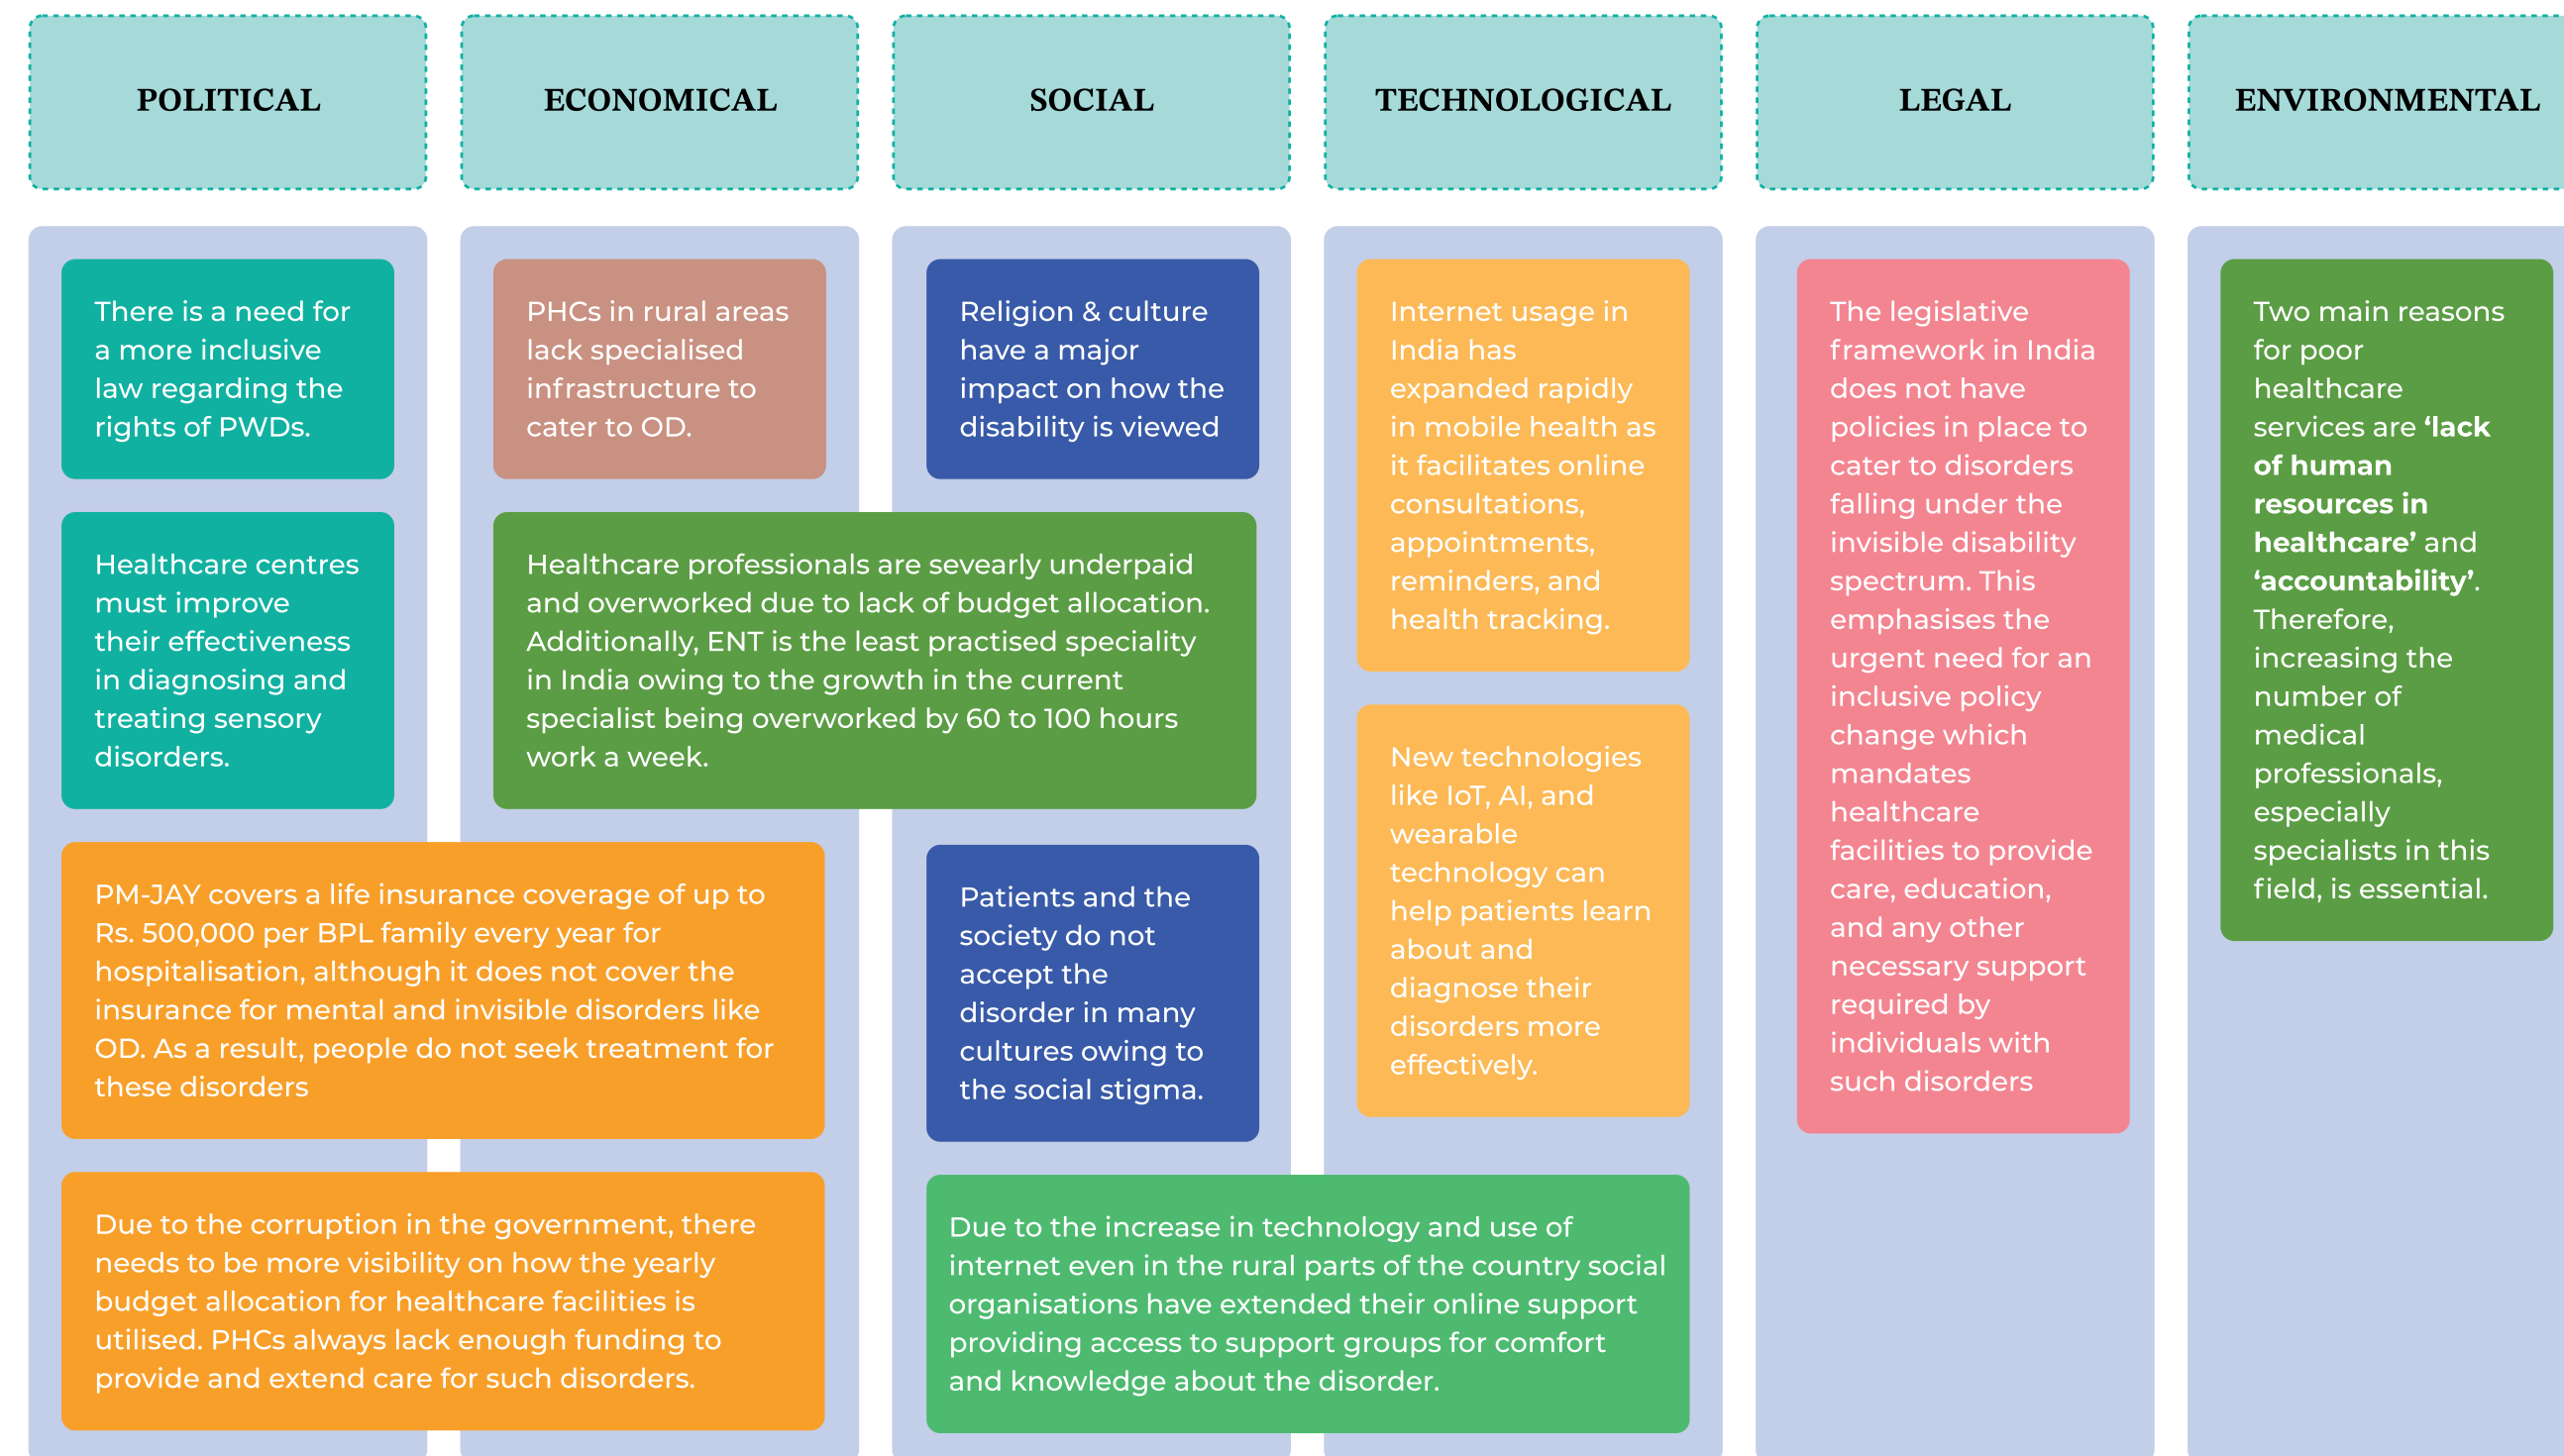 POLITICAL
ECONOMICAL
SOCIAL
TECHNOLOGICAL
LEGAL
ENVIRONMENTAL
There is a need for
a more inclusive
law regarding the
rights of PWDs.
Healthcare centres
must improve
their effectiveness
in diagnosing and
treating sensory
disorders.
PM-JAY covers a life insurance coverage of up to
Rs. 500,000 per BPL family every year for
hospitalisation, although it does not cover the
insurance for mental and invisible disorders like
OD. As a result, people do not seek treatment for
these disorders
Due to the corruption in the government, there
needs to be more visibility on how the yearly
budget allocation for healthcare facilities is
utilised. PHCs always lack enough funding to
provide and extend care for such disorders.
PHCs in rural areas
lack specialised
infrastructure to
cater to OD.
Healthcare professionals are sevearly underpaid
and overworked due to lack of budget allocation.
Additionally, ENT is the least practised speciality
in India owing to the growth in the current
specialist being overworked by 60 to 100 hours
work a week.
Religion & culture
have a major
impact on how the
disability is viewed
Patients and the
society do not
accept the
disorder in many
cultures owing to
the social stigma.
Due to the increase in technology and use of
internet even in the rural parts of the country social
organisations have extended their online support
providing access to support groups for comfort
and knowledge about the disorder.
Internet usage in
India has
expanded rapidly
in mobile health as
it facilitates online
consultations,
appointments,
reminders, and
health tracking.
New technologies
like IoT, AI, and
wearable
technology can
help patients learn
about and
diagnose their
disorders more
effectively.
The legislative
framework in India
does not have
policies in place to
cater to disorders
falling under the
invisible disability
spectrum. This
emphasises the
urgent need for an
inclusive policy
change which
mandates
healthcare
facilities to provide
care, education,
and any other
necessary support
required by
individuals with
such disorders
Two main reasons
for poor
healthcare
services are ‘lack
of human
resources in
healthcare’ and
‘accountability’.
Therefore,
increasing the
number of
medical
professionals,
especially
specialists in this
field, is essential.